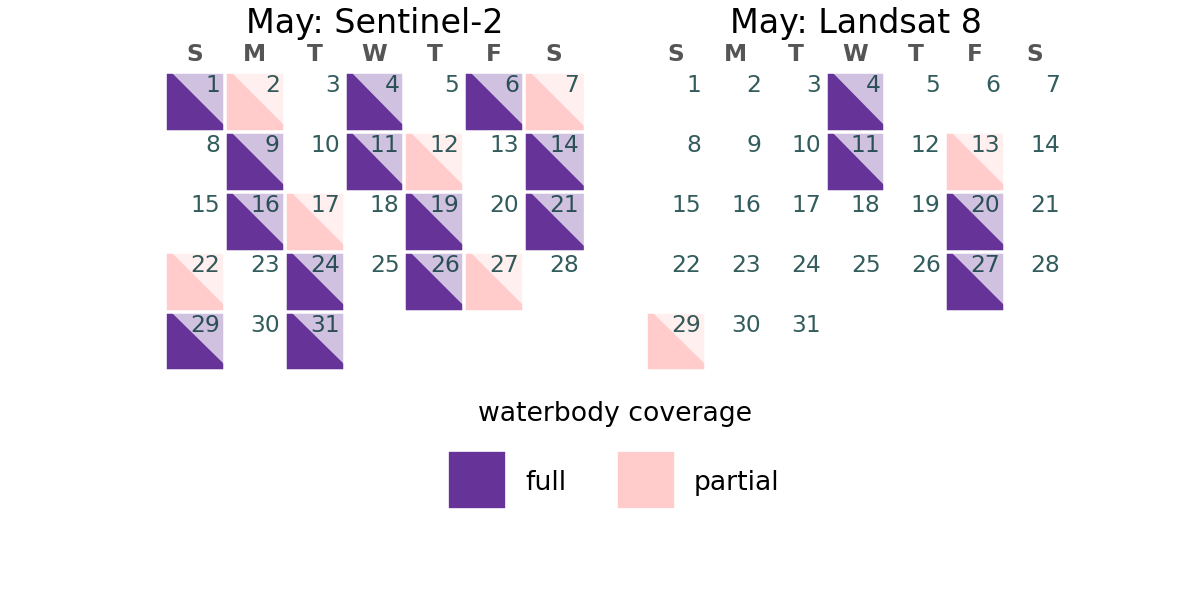 May: Sentinel-2
S M T W T F S
1 2 3 4 5 6 7
8 9 10 11 12 13 14
15 16 17 18 19 20 21
22 23 24 25 26 27 28
29 30 31
May: Landsat 8
S M T W T F S
1 2 3 4 5 6 7
8 9 10 11 12 13 14
15 16 17 18 19 20 21
22 23 24 25 26 27 28
29 30 31
waterbody coverage
full partial